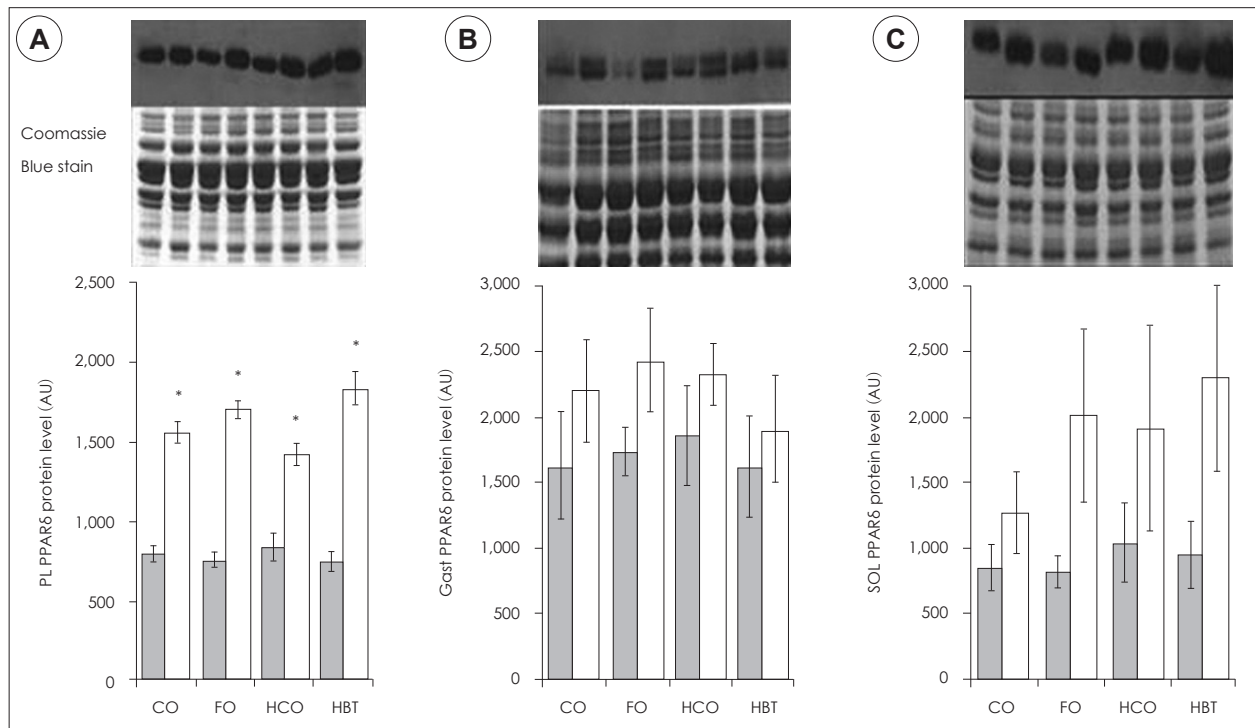 A
B
C
Coomassie
Blue stain
PL PPARδ protein level (AU)
2,500
2,000
1,500
1,000
500
0
*
*
*
*
CO FO HCO HBT
Gast PPARδ protein level (AU)
3,000
2,500
2,000
1,500
1,000
500
0
CO FO HCO HBT
SOL PPARδ protein level (AU)
3,000
2,500
2,000
1,500
1,000
500
0
CO FO HCO HBT